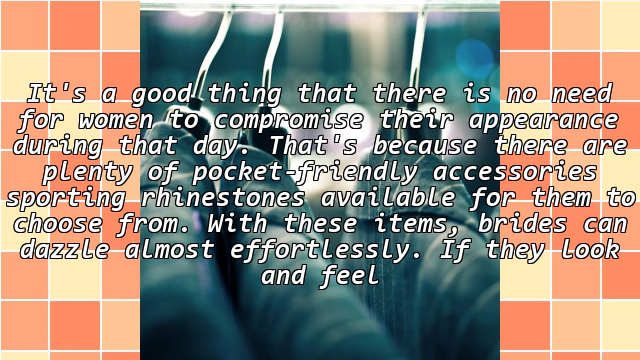 It's a good thing that there is no need
for women to compromise their appearance
during that day. That's because there are
plenty of pocket-friendly accessories
sporting rhinestones available for them to
choose from. With these items, brides can
dazzle almost effortlessly. If they look
and feel